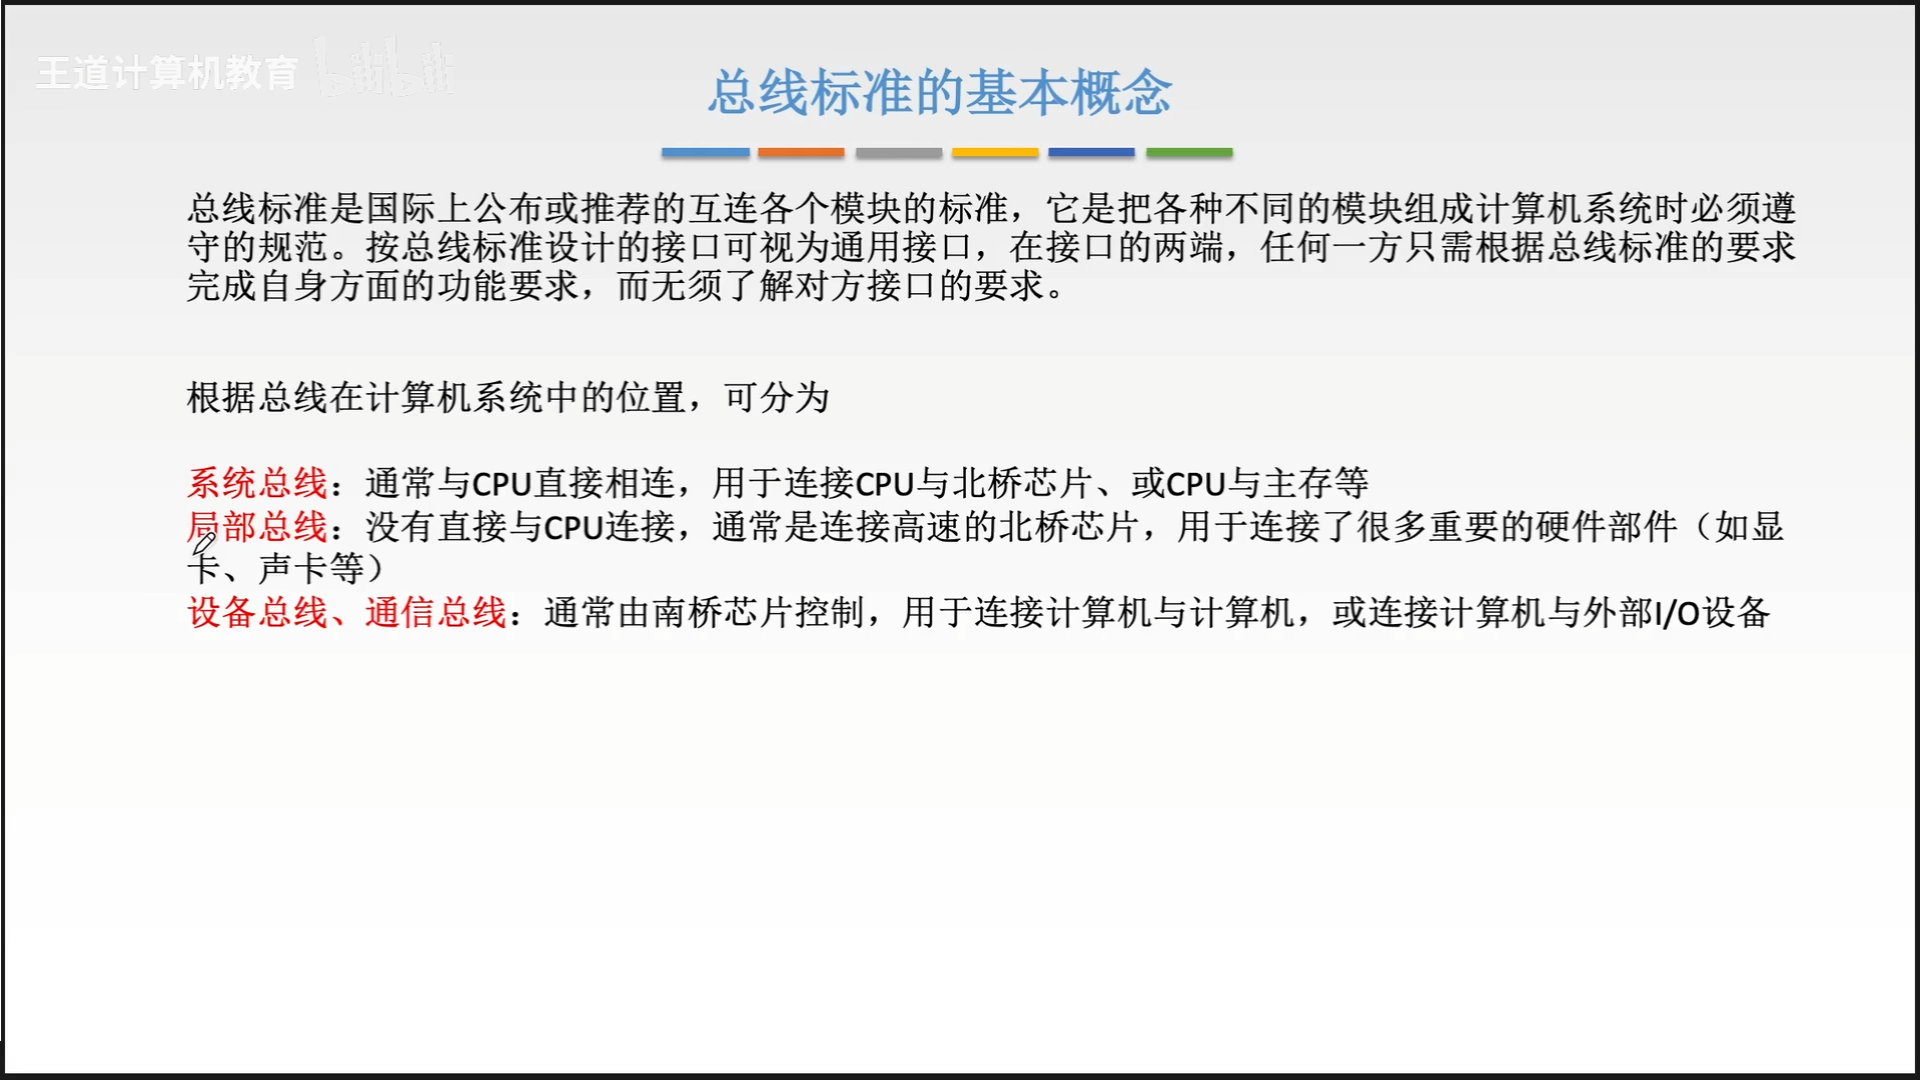 王道计算机教育 bilibili
总线标准的基本概念
总线标准是国际上公布或推荐的互连各个模块的标准，它是把各种不同的模块组成计算机系统时必须遵
守的规范。按总线标准设计的接口可视为通用接口，在接口的两端，任何一方只需根据总线标准的要求
完成自身方面的功能要求，而无须了解对方接口的要求。
根据总线在计算机系统中的位置，可分为
系统总线：通常与CPU直接相连，用于连接CPU与北桥芯片、或CPU与主存等
局部总线：没有直接与CPU连接，通常是连接高速的北桥芯片，用于连接了很多重要的硬件部件（如显
卡、声卡等）
设备总线、通信总线：通常由南桥芯片控制，用于连接计算机与计算机，或连接计算机与外部I/O设备